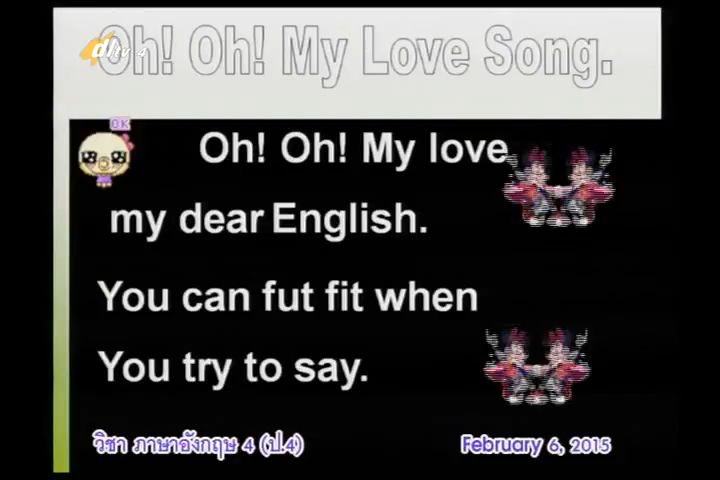 dltv 4
Oh! Oh! My Love Song.
OK
Oh! Oh! My love
my dear English.
You can fut fit when
You try to say.
วิชา ภาษาอังกฤษ 4 (ป.4)
February 6, 2015